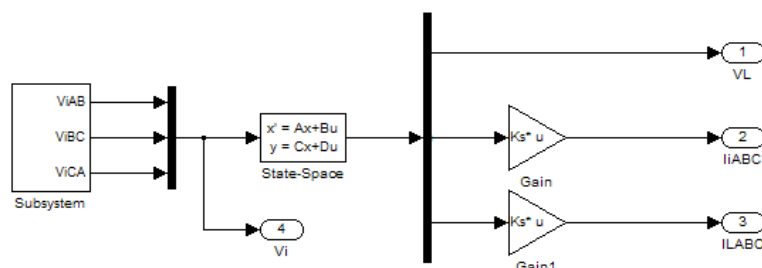 1
VL
ViAB
ViBC
ViCA
Subsystem
x' = Ax+Bu
y = Cx+Du
State-Space
Ks* u
Gain
2
IiABC
4
Vi
Ks* u
Gain1
3
ILABC